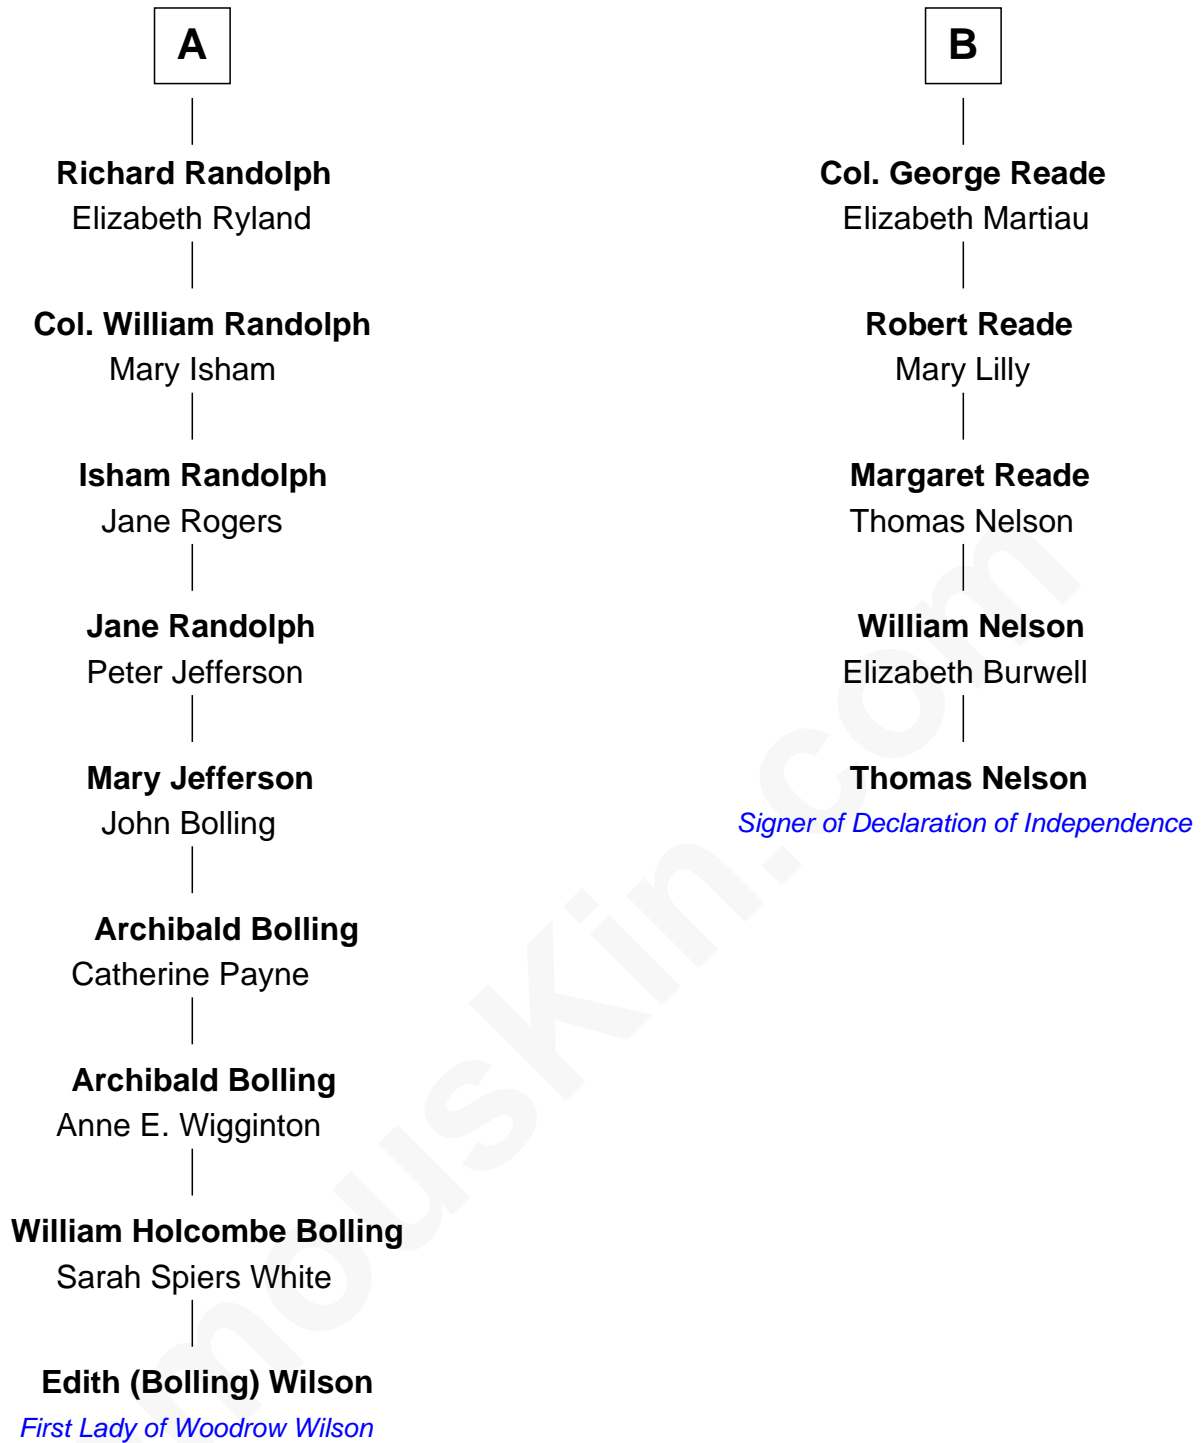 A
Richard Randolph
Elizabeth Ryland
Col. William Randolph
Mary Isham
Isham Randolph
Jane Rogers
Jane Randolph
Peter Jefferson
Mary Jefferson
John Bolling
Archibald Bolling
Catherine Payne
Archibald Bolling
Anne E. Wigginton
William Holcombe Bolling
Sarah Spiers White
Edith (Bolling) Wilson
First Lady of Woodrow Wilson
B
Col. George Reade
Elizabeth Martiau
Robert Reade
Mary Lilly
Margaret Reade
Thomas Nelson
William Nelson
Elizabeth Burwell
Thomas Nelson
Signer of Declaration of Independence
mousKin.com